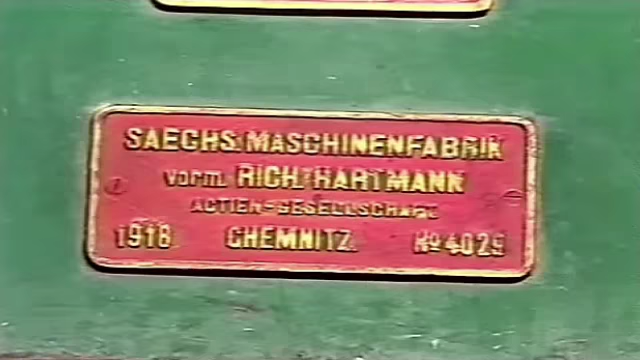 SAECHS. MASCHINENFABRIK
VORM. RICH. HARTMANN
ACTIEN-GESELLSCHAFT
1918 CHEMNITZ. No 4029